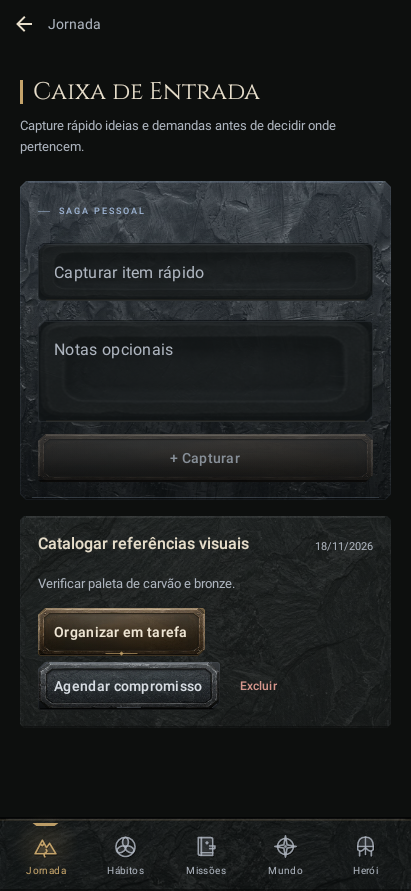 Jornada
Caixa de Entrada
Capture rápido ideias e demandas antes de decidir onde
pertencem.
SAGA PESSOAL
Capturar item rápido
Notas opcionais
+ Capturar
Catalogar referências visuais
18/11/2026
Verificar paleta de carvão e bronze.
Organizar em tarefa
Agendar compromisso
Excluir
Jornada
Hábitos
Missões
Mundo
Herói